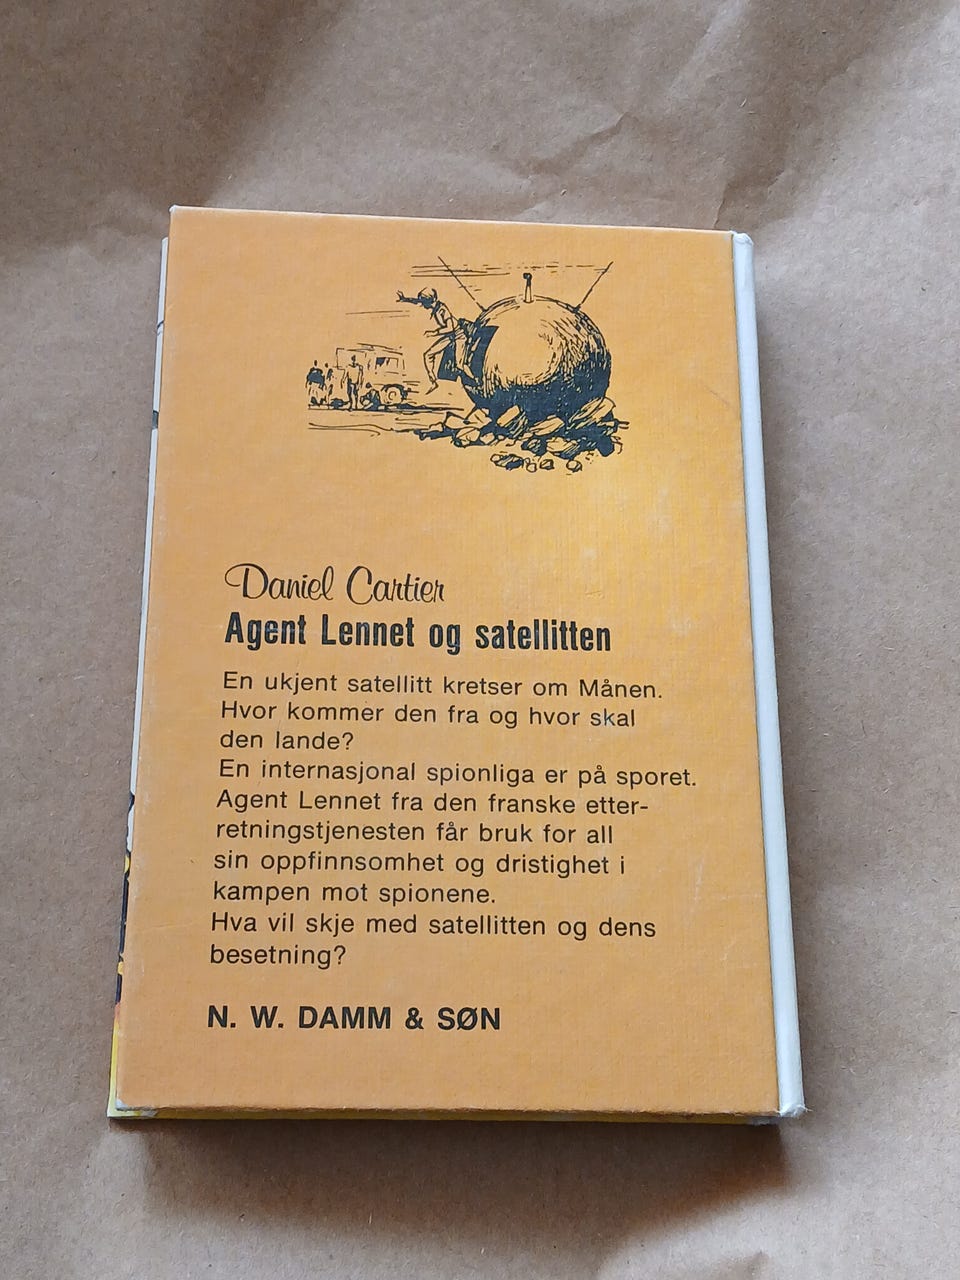 Daniel Cartier
Agent Lennet og satellitten
En ukjent satellitt kretser om Månen.
Hvor kommer den fra og hvor skal
den lande?
En internasjonal spionliga er på sporet.
Agent Lennet fra den franske etter-
retningstjenesten får bruk for all
sin oppfinnsomhet og dristighet i
kampen mot spionene.
Hva vil skje med satellitten og dens
besetning?
N. W. DAMM & SØN